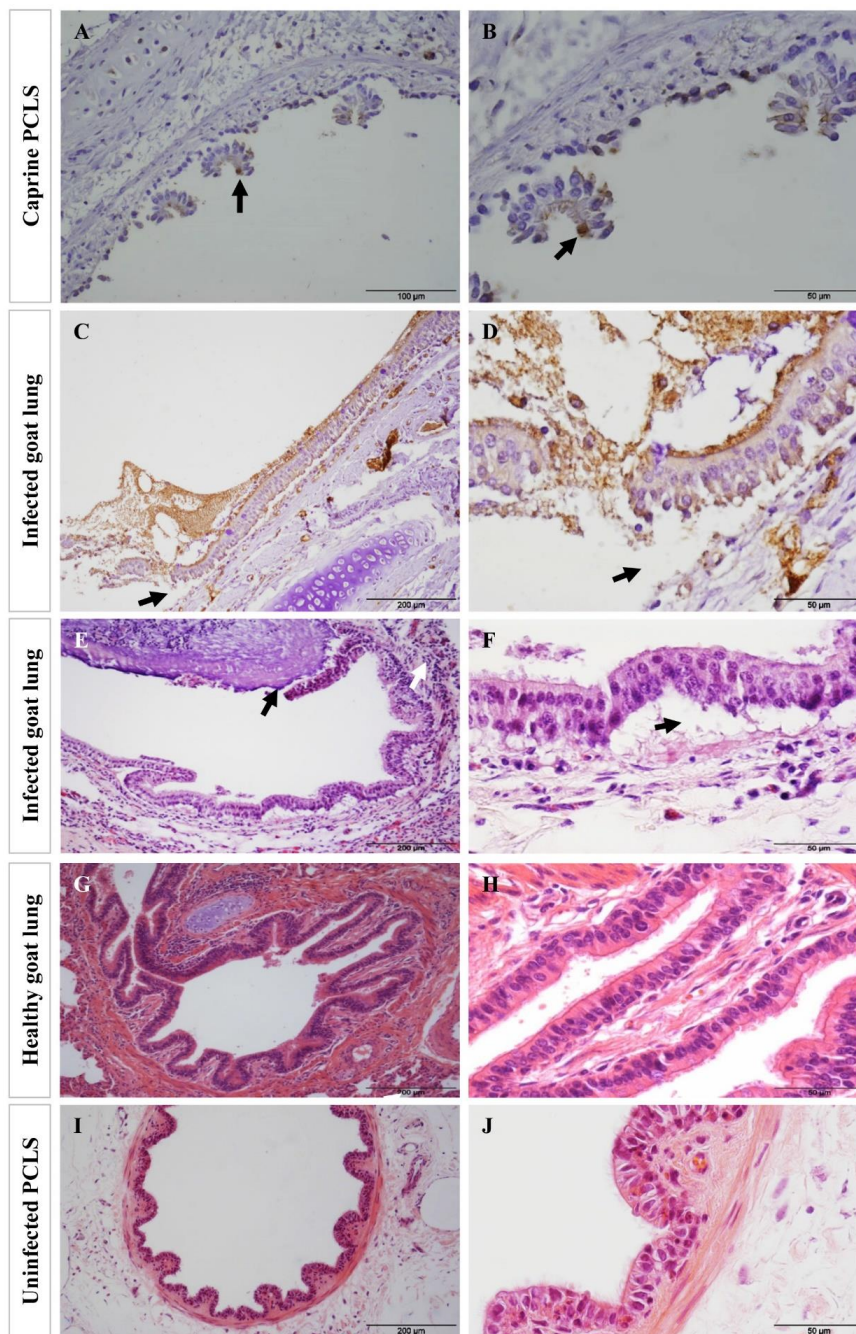 Caprine PCLS
A
100 µm
B
50 µm
Infected goat lung
C
200 µm
D
50 µm
Infected goat lung
E
200 µm
F
50 µm
Healthy goat lung
G
200 µm
H
50 µm
Uninfected PCLS
I
200 µm
J
50 µm